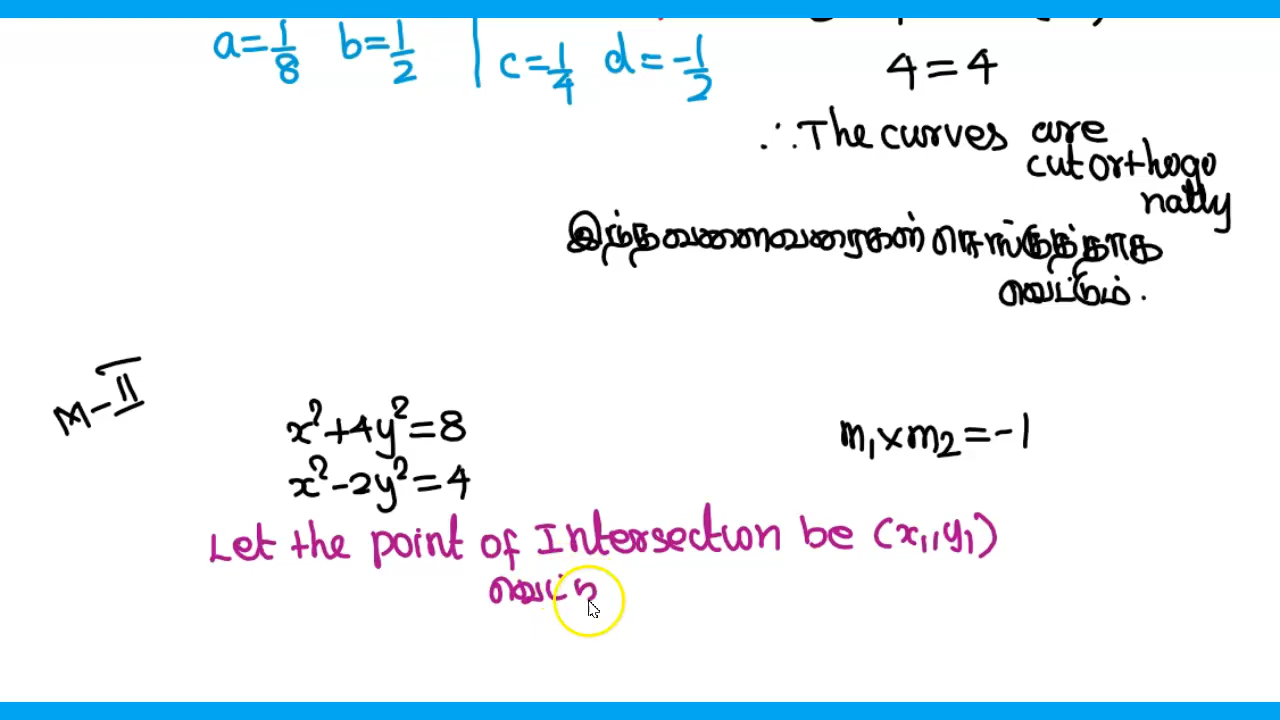 a=1/8 b=1/2 | c=1/4 d=-1/2
4=4
∴The curves are
cut orthogo
nally
இந்த வளைவரைகள் செங்குத்தாக
வெட்டும்.
M-II
x²+4y²=8
x²-2y²=4
m₁×m₂=-1
Let the point of Intersection be (x₁,y₁)